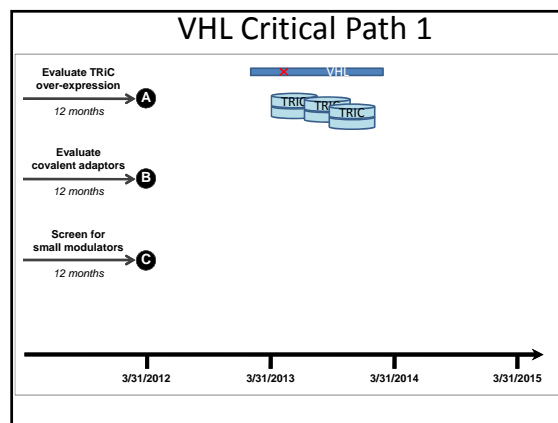 VHL Critical Path 1
Evaluate TRiC
over-expression
A
12 months
VHL
TRIC
TRIC
TRIC
Evaluate
covalent adaptors
B
12 months
Screen for
small modulators
C
12 months
3/31/2012
3/31/2013
3/31/2014
3/31/2015